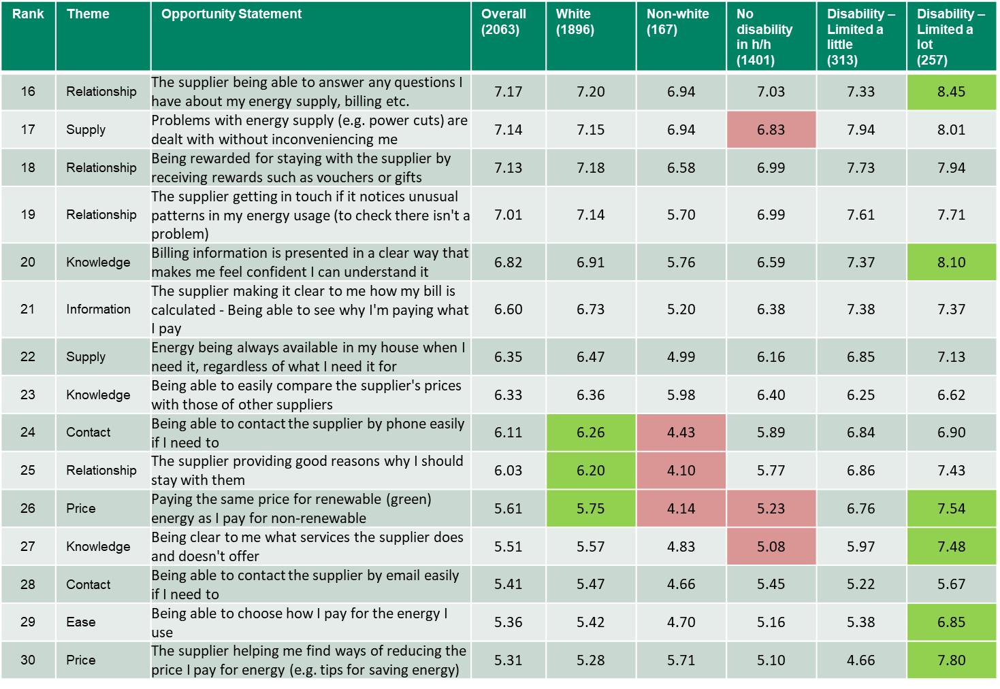 Rank Theme Opportunity Statement Overall (2063) White (1896) Non-white (167) No disability in h/h (1401) Disability – Limited a little (313) Disability – Limited a lot (257)
16 Relationship The supplier being able to answer any questions I have about my energy supply, billing etc. 7.17 7.20 6.94 7.03 7.33 8.45
17 Supply Problems with energy supply (e.g. power cuts) are dealt with without inconveniencing me 7.14 7.15 6.94 6.83 7.94 8.01
18 Relationship Being rewarded for staying with the supplier by receiving rewards such as vouchers or gifts 7.13 7.18 6.58 6.99 7.73 7.94
19 Relationship The supplier getting in touch if it notices unusual patterns in my energy usage (to check there isn't a problem) 7.01 7.14 5.70 6.99 7.61 7.71
20 Knowledge Billing information is presented in a clear way that makes me feel confident I can understand it 6.82 6.91 5.76 6.59 7.37 8.10
21 Information The supplier making it clear to me how my bill is calculated - Being able to see why I'm paying what I pay 6.60 6.73 5.20 6.38 7.38 7.37
22 Supply Energy being always available in my house when I need it, regardless of what I need it for 6.35 6.47 4.99 6.16 6.85 7.13
23 Knowledge Being able to easily compare the supplier's prices with those of other suppliers 6.33 6.36 5.98 6.40 6.25 6.62
24 Contact Being able to contact the supplier by phone easily if I need to 6.11 6.26 4.43 5.89 6.84 6.90
25 Relationship The supplier providing good reasons why I should stay with them 6.03 6.20 4.10 5.77 6.86 7.43
26 Price Paying the same price for renewable (green) energy as I pay for non-renewable 5.61 5.75 4.14 5.23 6.76 7.54
27 Knowledge Being clear to me what services the supplier does and doesn't offer 5.51 5.57 4.83 5.08 5.97 7.48
28 Contact Being able to contact the supplier by email easily if I need to 5.41 5.47 4.66 5.45 5.22 5.67
29 Ease Being able to choose how I pay for the energy I use 5.36 5.42 4.70 5.16 5.38 6.85
30 Price The supplier helping me find ways of reducing the price I pay for energy (e.g. tips for saving energy) 5.31 5.28 5.71 5.10 4.66 7.80